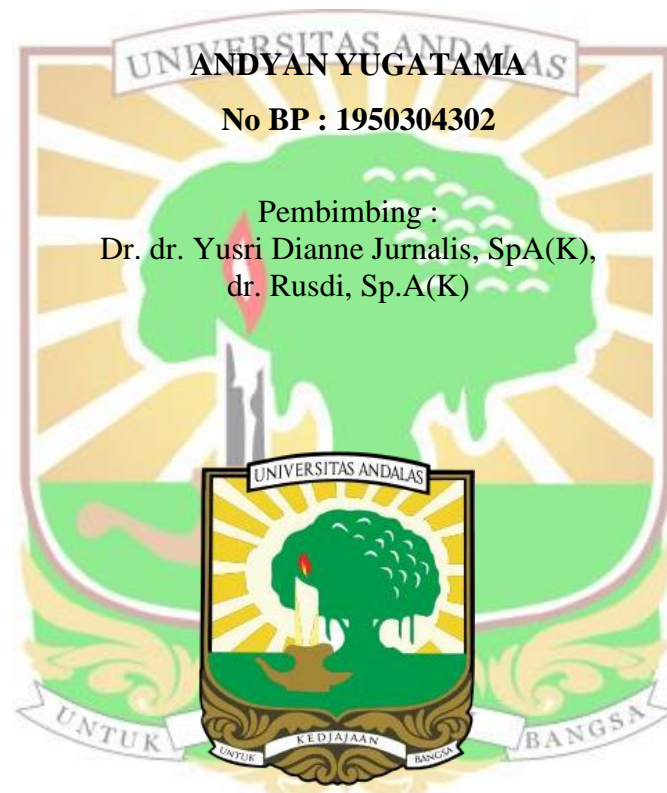 UNIVERSITAS ANDALAS
ANDYAN YUGATAMA
No BP : 1950304302
Pembimbing :
Dr. dr. Yusri Dianne Jurnalis, SpA(K),
dr. Rusdi, Sp.A(K)
UNIVERSITAS ANDALAS
UNTUK KEDJAJAAN BANGSA
UNTUK BANGSA